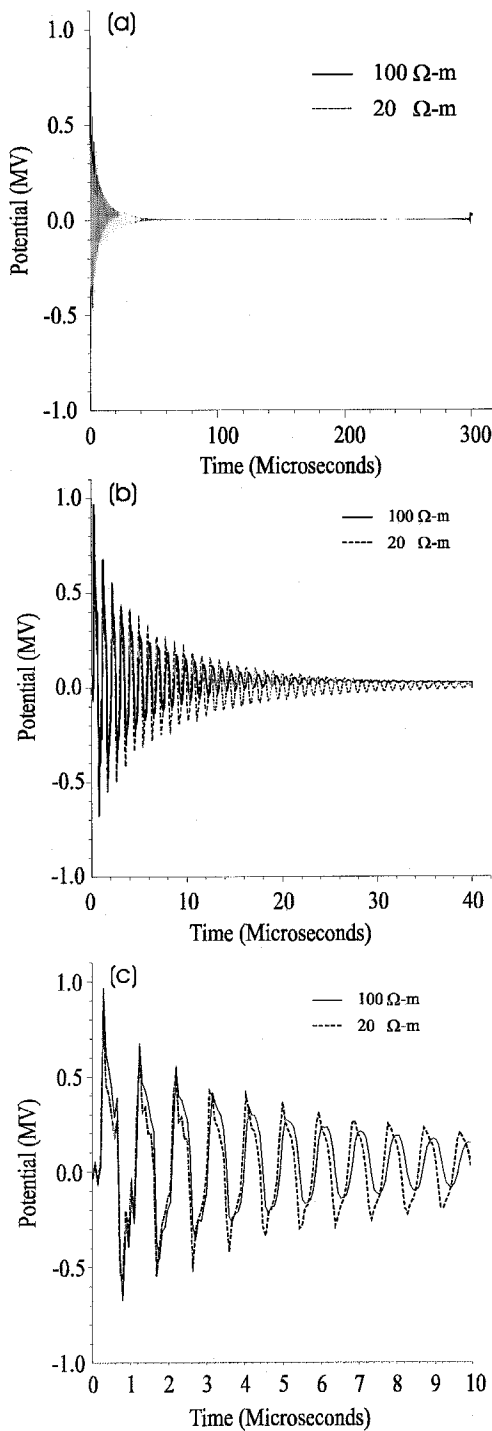 (a)
1.0
100 Ω-m
20 Ω-m
0.5
0.0
-0.5
-1.0
Potential (MV)
0 100 200 300
Time (Microseconds)
(b)
1.0
100 Ω-m
20 Ω-m
0.5
0.0
-0.5
-1.0
Potential (MV)
0 10 20 30 40
Time (Microseconds)
(c)
1.0
100 Ω-m
20 Ω-m
0.5
0.0
-0.5
-1.0
Potential (MV)
0 1 2 3 4 5 6 7 8 9 10
Time (Microseconds)